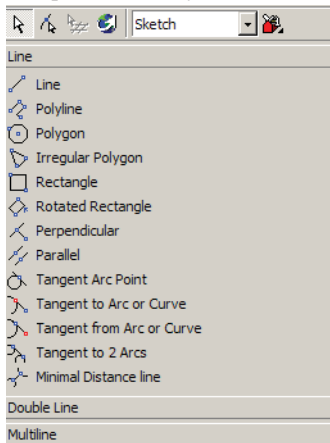 Sketch
Line
Line
Polyline
Polygon
Irregular Polygon
Rectangle
Rotated Rectangle
Perpendicular
Parallel
Tangent Arc Point
Tangent to Arc or Curve
Tangent from Arc or Curve
Tangent to 2 Arcs
Minimal Distance line
Double Line
Multiline